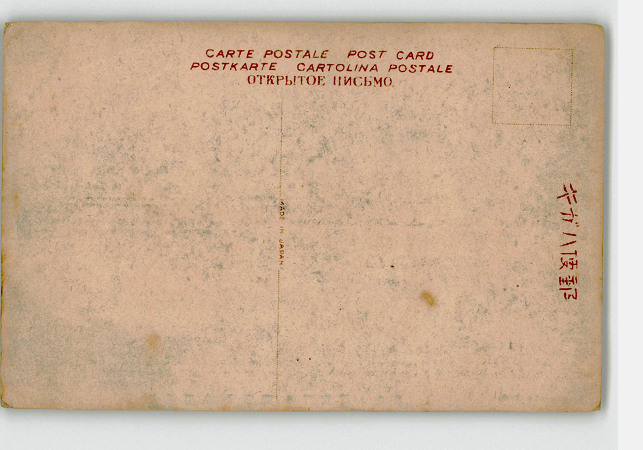 CARTE POSTALE POST CARD
POSTKARTE CARTOLINA POSTALE
ОТКРЫТОЕ ПИСЬМО.
MADE IN JAPAN.
郵便ハガキ